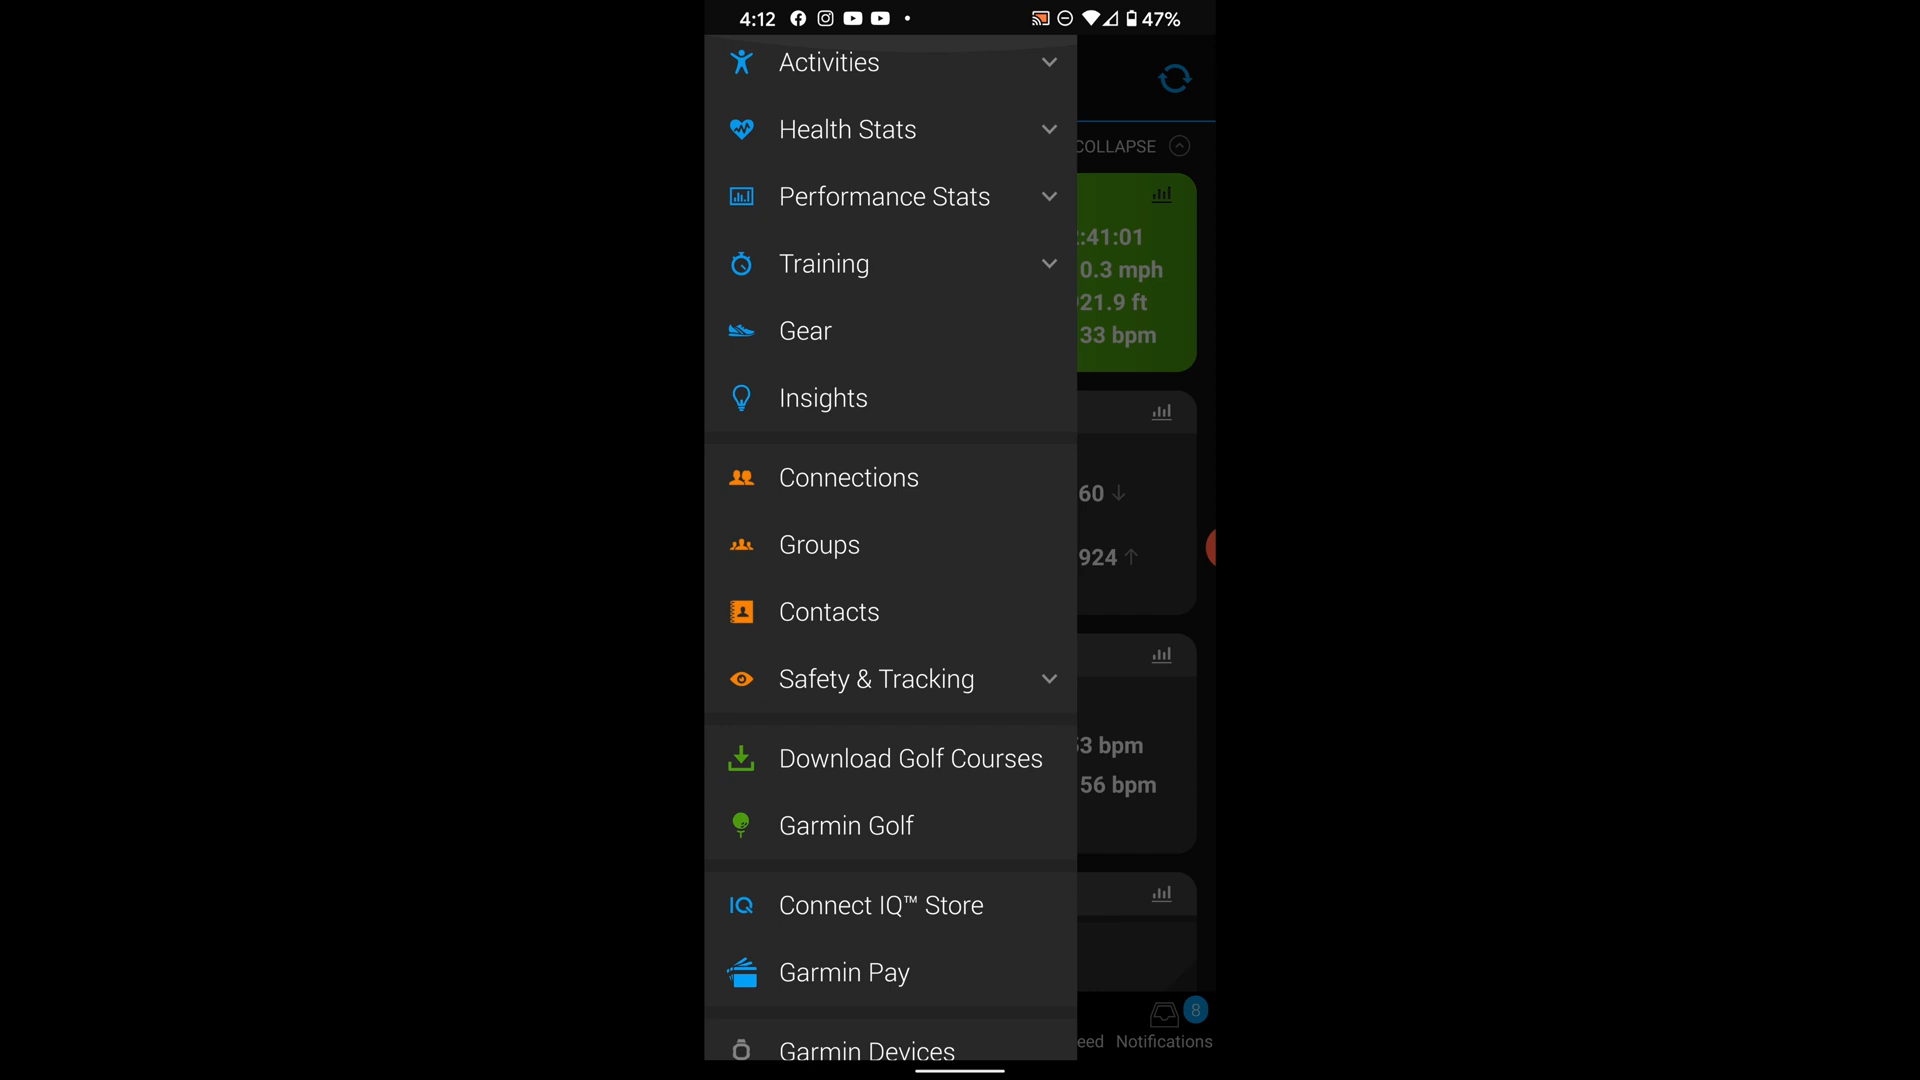 4:12
47%
Activities
Health Stats
Performance Stats
Training
Gear
Insights
Connections
Groups
Contacts
Safety & Tracking
Download Golf Courses
Garmin Golf
IQ Connect IQ™ Store
Garmin Pay
Garmin Devices
COLLAPSE
:41:01
0.3 mph
21.9 ft
33 bpm
60
924
3 bpm
56 bpm
8
eed
Notifications